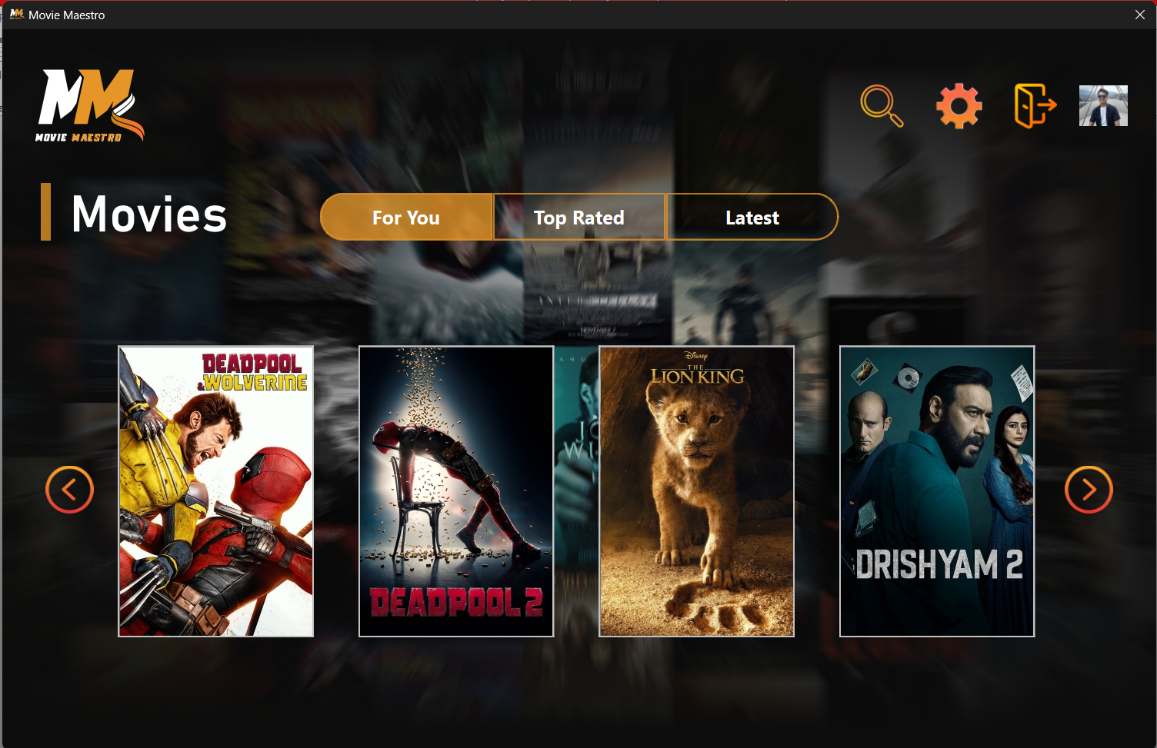 Movie Maestro
MM
MOVIE MAESTRO
Movies
For You
Top Rated
Latest
DEADPOOL
& WOLVERINE
DEADPOOL 2
Disney
THE
LION KING
DRISHYAM 2